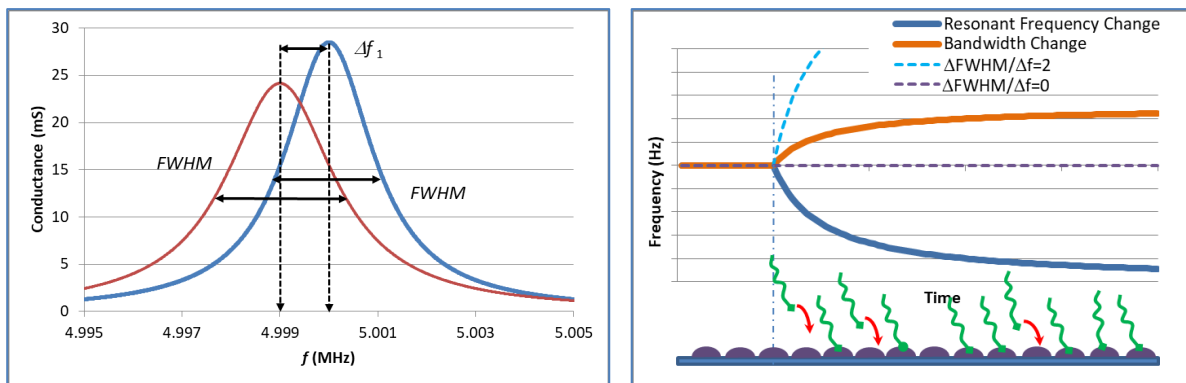 30
25
20
15
10
5
0
Conductance (mS)
Δf1
FWHM
FWHM
4.995
4.997
4.999
5.001
5.003
5.005
f (MHz)
Resonant Frequency Change
Bandwidth Change
ΔFWHM/Δf=2
ΔFWHM/Δf=0
Frequency (Hz)
Time